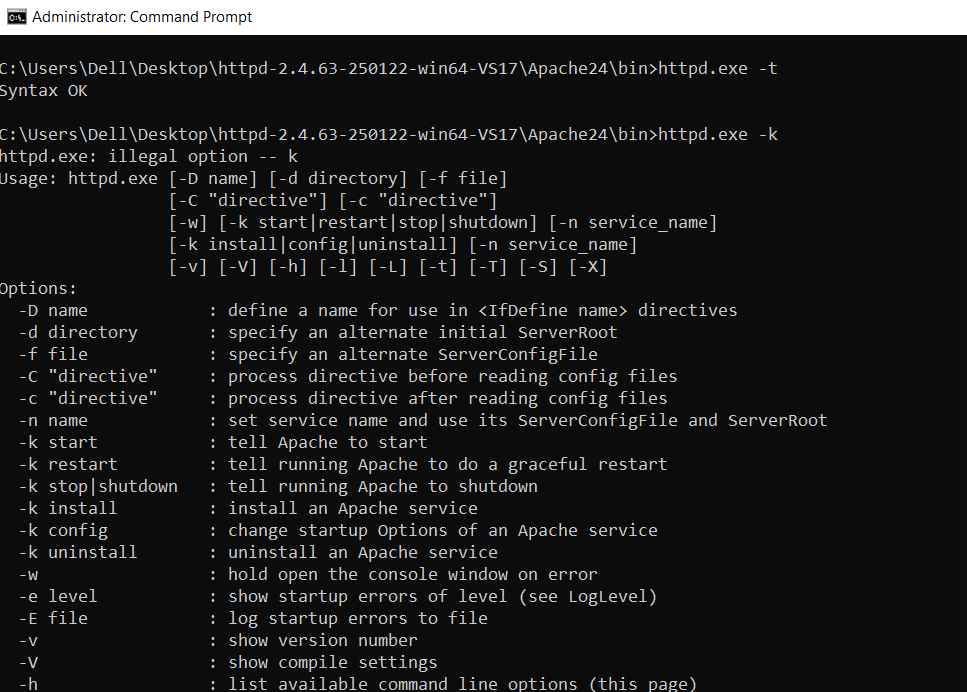 Administrator: Command Prompt
C:\Users\Dell\Desktop\httpd-2.4.63-250122-win64-VS17\Apache24\bin>httpd.exe -t
Syntax OK
C:\Users\Dell\Desktop\httpd-2.4.63-250122-win64-VS17\Apache24\bin>httpd.exe -k
httpd.exe: illegal option -- k
Usage: httpd.exe [-D name] [-d directory] [-f file]
[-C "directive"] [-c "directive"]
[-w] [-k start|restart|stop|shutdown] [-n service_name]
[-k install|config|uninstall] [-n service_name]
[-v] [-V] [-h] [-l] [-L] [-t] [-T] [-S] [-X]
Options:
-D name : define a name for use in <IfDefine name> directives
-d directory : specify an alternate initial ServerRoot
-f file : specify an alternate ServerConfigFile
-C "directive" : process directive before reading config files
-c "directive" : process directive after reading config files
-n name : set service name and use its ServerConfigFile and ServerRoot
-k start : tell Apache to start
-k restart : tell running Apache to do a graceful restart
-k stop|shutdown : tell running Apache to shutdown
-k install : install an Apache service
-k config : change startup Options of an Apache service
-k uninstall : uninstall an Apache service
-w : hold open the console window on error
-e level : show startup errors of level (see LogLevel)
-E file : log startup errors to file
-v : show version number
-V : show compile settings
-h : list available command line options (this page)